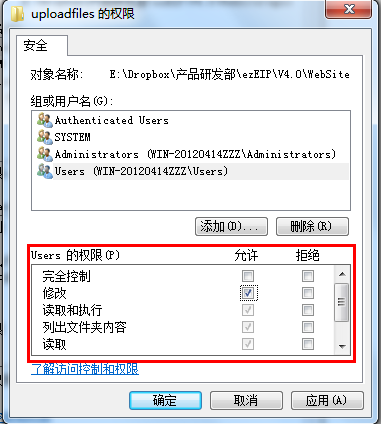 uploadfiles 的权限
安全
对象名称: E:\Dropbox\产品研发部\ezEIP\V4.0\WebSite
组或用户名(G):
Authenticated Users
SYSTEM
Administrators (WIN-20120414ZZZ\Administrators)
Users (WIN-20120414ZZZ\Users)
添加(D)... 删除(R)
Users 的权限(P) 允许 拒绝
完全控制
修改
读取和执行
列出文件夹内容
读取
了解访问控制和权限
确定 取消 应用(A)